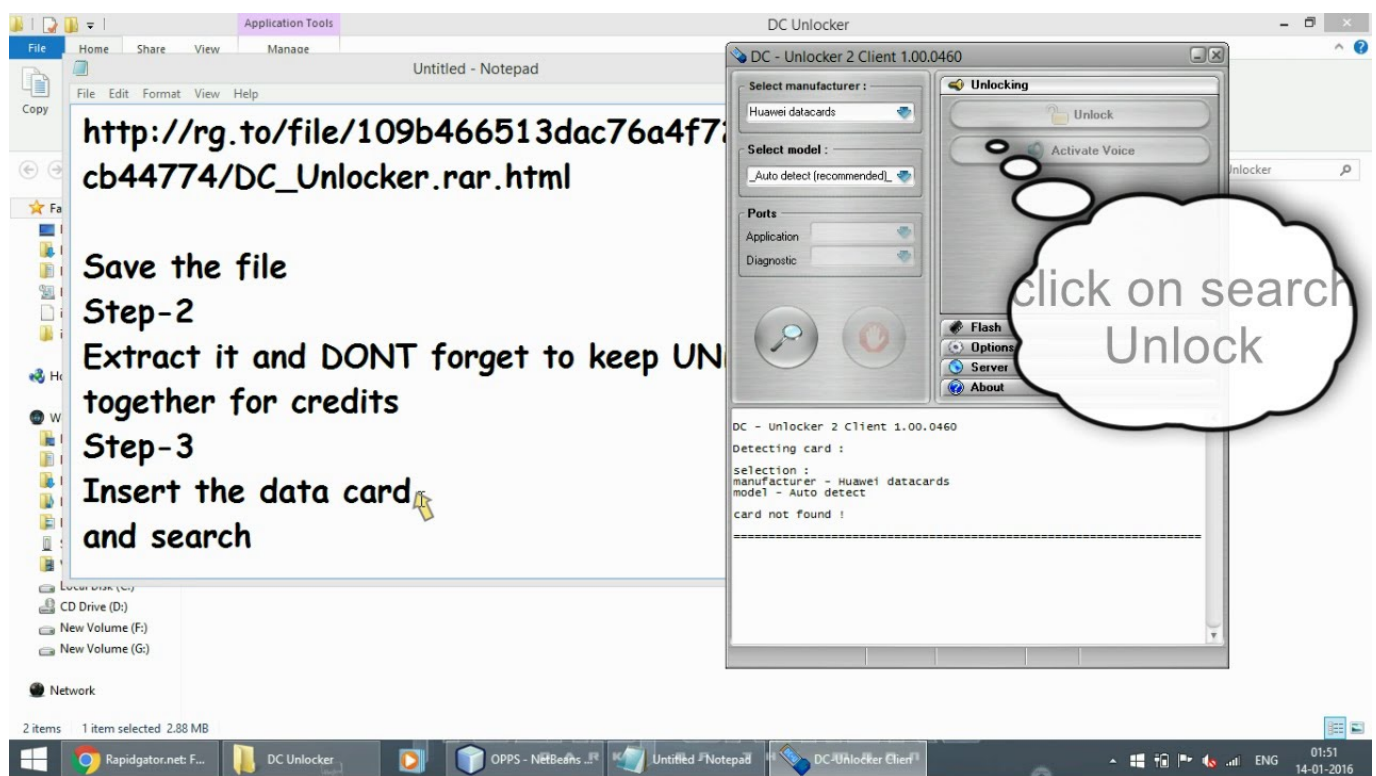 Application Tools
DC Unlocker
File Home Share View Manage
Copy
Untitled - Notepad
File Edit Format View Help
http://rg.to/file/109b466513dac76a4f7
cb44774/DC_Unlocker.rar.html
Save the file
Step-2
Extract it and DONT forget to keep
together for credits
Step-3
Insert the data card
and search
DC - Unlocker 2 Client 1.00.0460
Select manufacturer :
Huawei datacards
Select model :
_Auto detect (recommended)_
Ports
Application
Diagnostic
Unlocking
Unlock
Activate Voice
Flash
Options
Server
About
click on search
Unlock
DC - Unlocker 2 Client 1.00.0460
Detecting card :
selection :
manufacturer - Huawei datacards
model - Auto detect
card not found !
===================================================================
Local Disk (C:)
CD Drive (D:)
New Volume (F:)
New Volume (G:)
Network
2 items 1 item selected 2.88 MB
Rapidgator.net: F...
DC Unlocker
OPPS - NetBeans ...
Untitled - Notepad
DC-Unlocker Client
ENG
01:51
14-01-2016